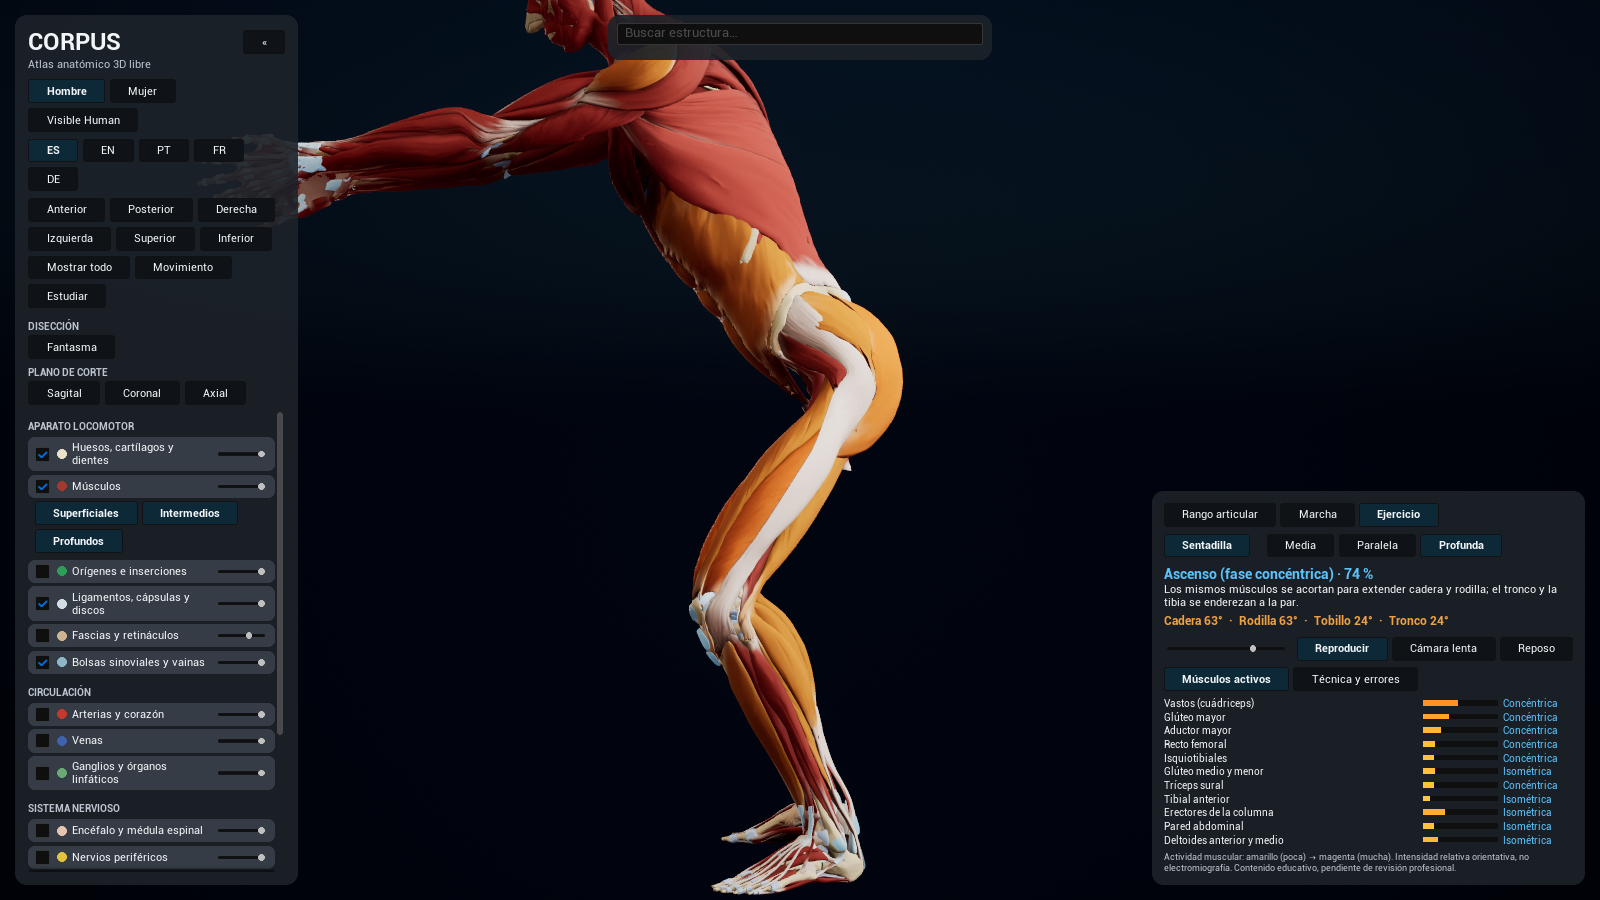 CORPUS
«
Atlas anatómico 3D libre
Hombre Mujer
Visible Human
ES EN PT FR
DE
Anterior Posterior Derecha
Izquierda Superior Inferior
Mostrar todo Movimiento
Estudiar
DISECCIÓN
Fantasma
PLANO DE CORTE
Sagital Coronal Axial
APARATO LOCOMOTOR
Huesos, cartílagos y
dientes
Músculos
Superficiales Intermedios
Profundos
Orígenes e inserciones
Ligamentos, cápsulas y
discos
Fascias y retináculos
Bolsas sinoviales y vainas
CIRCULACIÓN
Arterias y corazón
Venas
Ganglios y órganos
linfáticos
SISTEMA NERVIOSO
Encéfalo y médula espinal
Nervios periféricos
Buscar estructura...
Rango articular Marcha Ejercicio
Sentadilla Media Paralela Profunda
Ascenso (fase concéntrica) · 74 %
Los mismos músculos se acortan para extender cadera y rodilla; el tronco y la
tibia se enderezan a la par.
Cadera 63° · Rodilla 63° · Tobillo 24° · Tronco 24°
Reproducir Cámara lenta Reposo
Músculos activos Técnica y errores
Vastos (cuádriceps) Concéntrica
Glúteo mayor Concéntrica
Aductor mayor Concéntrica
Recto femoral Concéntrica
Isquiotibiales Concéntrica
Glúteo medio y menor Isométrica
Tríceps sural Concéntrica
Tibial anterior Isométrica
Erectores de la columna Isométrica
Pared abdominal Isométrica
Deltoides anterior y medio Isométrica
Actividad muscular: amarillo (poca) → magenta (mucha). Intensidad relativa orientativa, no
electromiografía. Contenido educativo, pendiente de revisión profesional.